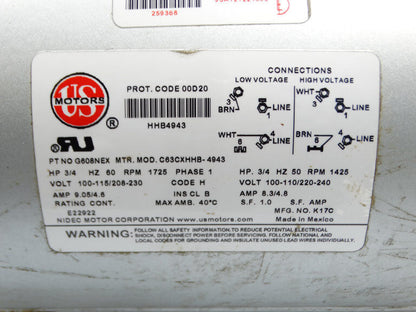 259366
E
US
MOTORS
®
PROT. CODE 00D20
HHB4943
CONNECTIONS
LOW VOLTAGE HIGH VOLTAGE
3 1 LINE
BRN
4 LINE
WHT
6
WHT 1 LINE
3
BRN 4 LINE
6
PT NO G608NEX MTR. MOD. C63CXHHB-4943
HP 3/4 HZ 60 RPM 1725 PHASE 1
VOLT 100-115/208-230 CODE H
AMP 9.05/4.6 INS CL B
RATING CONT. MAX AMB. 40°C
E22922
NIDEC MOTOR CORPORATION www.usmotors.com
HP. 3/4 HZ 50 RPM 1425
VOLT 100-110/220-240
AMP 8.3/4.8
S.F. 1.0 S.F. AMP
MFG. NO. K17C
Made in Mexico
WARNING:
FOLLOW ALL SAFETY INFORMATION. TO REDUCE POTENTIAL ELECTRICAL
SHOCK, DISCONNECT POWER BEFORE SERVICING. FOLLOW NATIONAL AND LOCAL
CODES FOR GROUNDING AND INSULATE UNUSED LEAD WIRES INDIVIDUALLY.